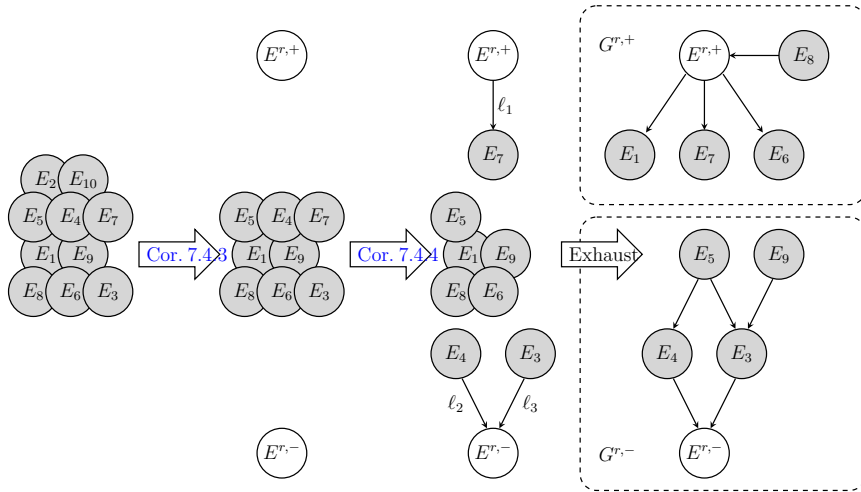 E^{r,+}
E^{r,+}
G^{r,+}
E^{r,+}
E_8
ℓ_1
E_7
E_1
E_7
E_6
E_2
E_{10}
E_5
E_4
E_7
E_1
E_9
E_8
E_6
E_3
Cor. 7.4.3
E_5
E_4
E_7
E_1
E_9
E_8
E_6
E_3
Cor. 7.4.4
E_5
E_1
E_9
E_8
E_6
Exhaust
E_5
E_9
E_4
E_3
E_4
E_3
ℓ_2
ℓ_3
E^{r,-}
E^{r,-}
G^{r,-}
E^{r,-}